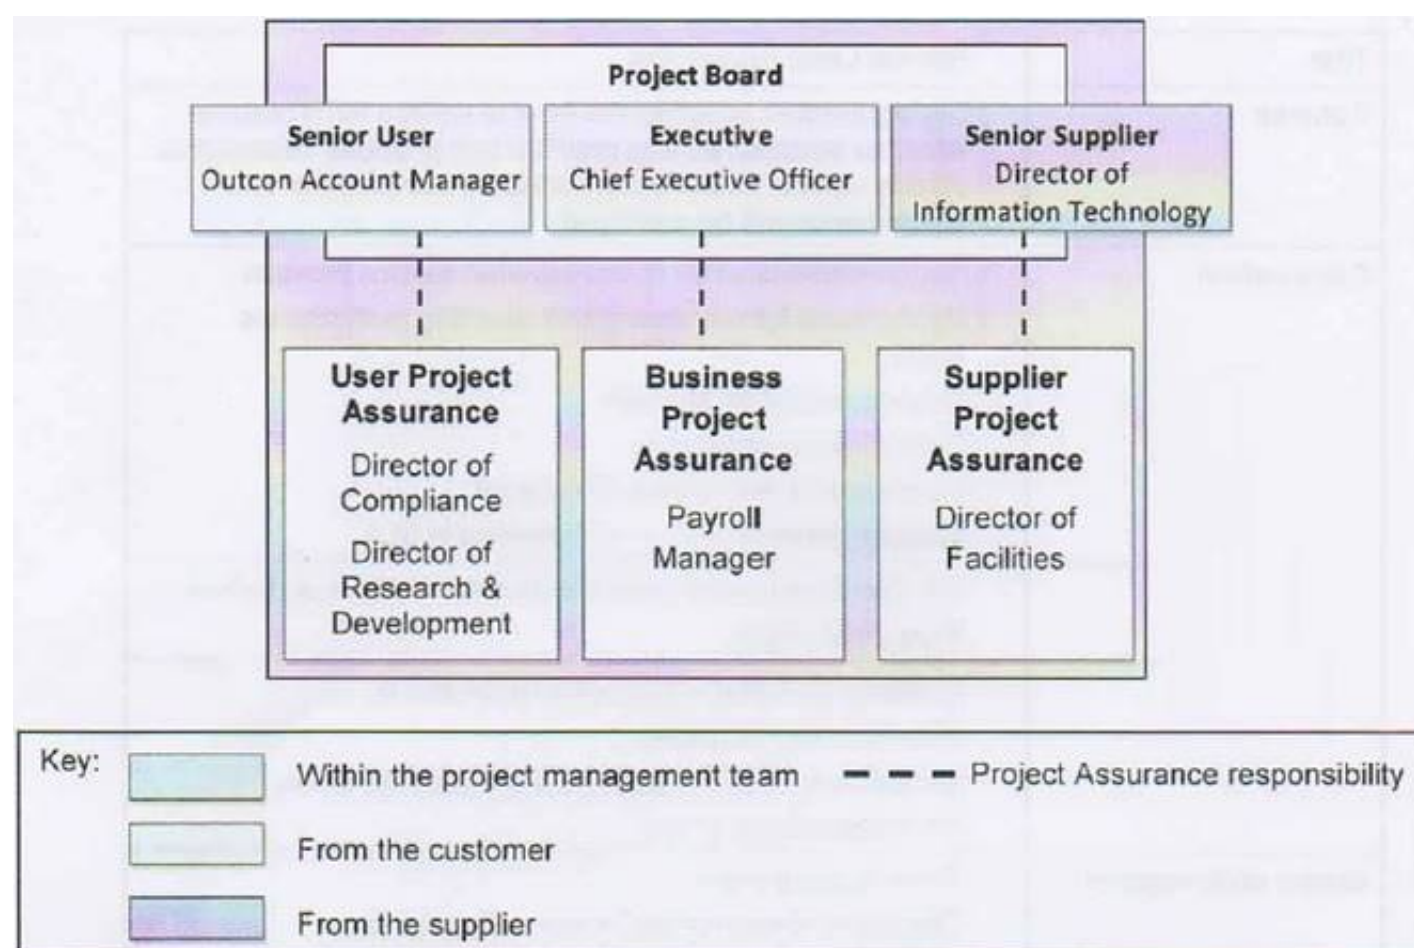 Project Board
Senior User
Outcon Account Manager
Executive
Chief Executive Officer
Senior Supplier
Director of
Information Technology
User Project
Assurance
Director of
Compliance
Director of
Research &
Development
Business
Project
Assurance
Payroll
Manager
Supplier
Project
Assurance
Director of
Facilities
Key:
Within the project management team
Project Assurance responsibility
From the customer
From the supplier